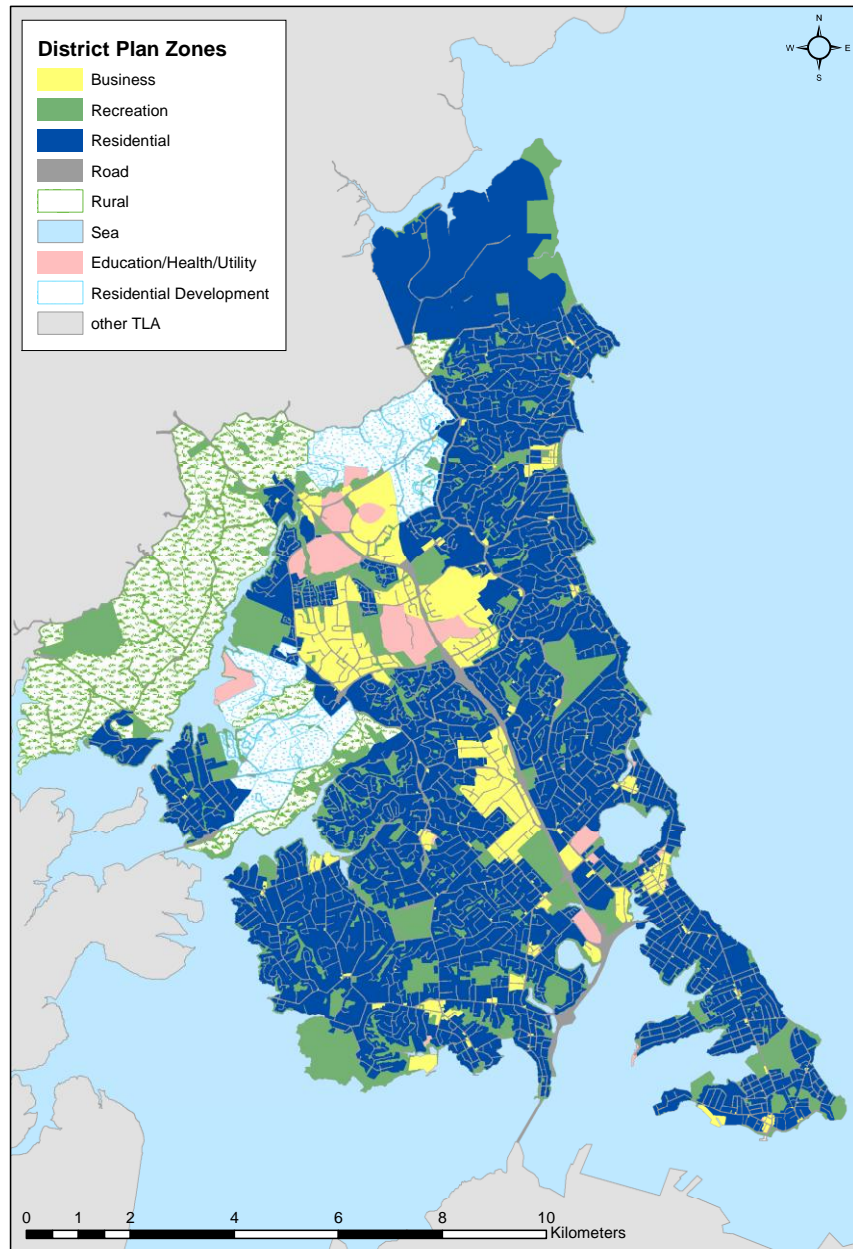 District Plan Zones
Business
Recreation
Residential
Road
Rural
Sea
Education/Health/Utility
Residential Development
other TLA
N
W E
S
0 1 2 4 6 8 10
Kilometers